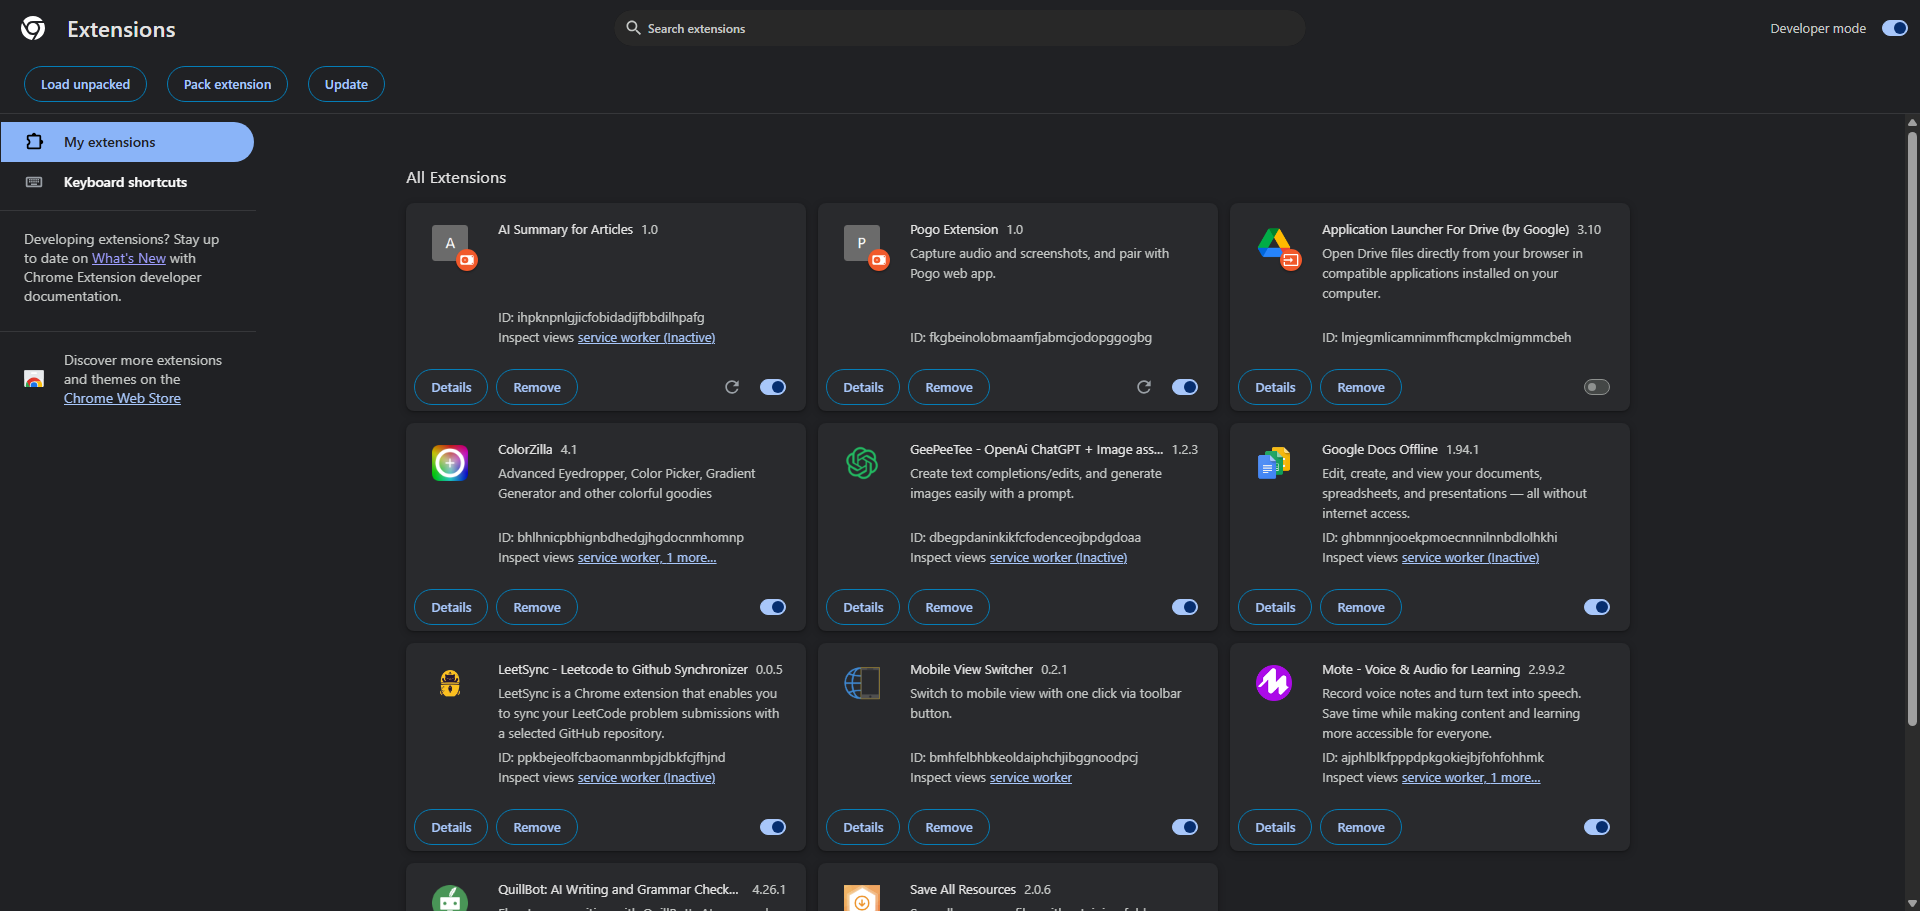 Extensions
Search extensions
Developer mode
Load unpacked
Pack extension
Update
My extensions
Keyboard shortcuts
Developing extensions? Stay up
to date on What's New with
Chrome Extension developer
documentation.
Discover more extensions
and themes on the
Chrome Web Store
All Extensions
A
AI Summary for Articles 1.0
ID: ihpknpnlgjicfobidadijfbbdilhpafg
Inspect views service worker (Inactive)
Details
Remove
P
Pogo Extension 1.0
Capture audio and screenshots, and pair with
Pogo web app.
ID: fkgbeinolobmaamfjabmcjodopggogbg
Details
Remove
Application Launcher For Drive (by Google) 3.10
Open Drive files directly from your browser in
compatible applications installed on your
computer.
ID: lmjegmlicamnimmfhcmpkclmigmmcbeh
Details
Remove
ColorZilla 4.1
Advanced Eyedropper, Color Picker, Gradient
Generator and other colorful goodies
ID: bhlhnicpbhignbdhedgjhgdocnmhomnp
Inspect views service worker, 1 more...
Details
Remove
GeePeeTee - OpenAi ChatGPT + Image ass... 1.2.3
Create text completions/edits, and generate
images easily with a prompt.
ID: dbegpdaninkikfcfodenceojbpdgdoaa
Inspect views service worker (Inactive)
Details
Remove
Google Docs Offline 1.94.1
Edit, create, and view your documents,
spreadsheets, and presentations — all without
internet access.
ID: ghbmnnjooekpmoecnnnilnnbdlolhkhi
Inspect views service worker (Inactive)
Details
Remove
LeetSync - Leetcode to Github Synchronizer 0.0.5
LeetSync is a Chrome extension that enables you
to sync your LeetCode problem submissions with
a selected GitHub repository.
ID: ppkbejeolfcbaomanmbpjdbkfcjfhjnd
Inspect views service worker (Inactive)
Details
Remove
Mobile View Switcher 0.2.1
Switch to mobile view with one click via toolbar
button.
ID: bmhfelbhbkeoldaiphchjibggnoodpcj
Inspect views service worker
Details
Remove
Mote - Voice & Audio for Learning 2.9.9.2
Record voice notes and turn text into speech.
Save time while making content and learning
more accessible for everyone.
ID: ajphlblkfpppdpkgokiejbjfohfohhmk
Inspect views service worker, 1 more...
Details
Remove
QuillBot: AI Writing and Grammar Check... 4.26.1
Save All Resources 2.0.6